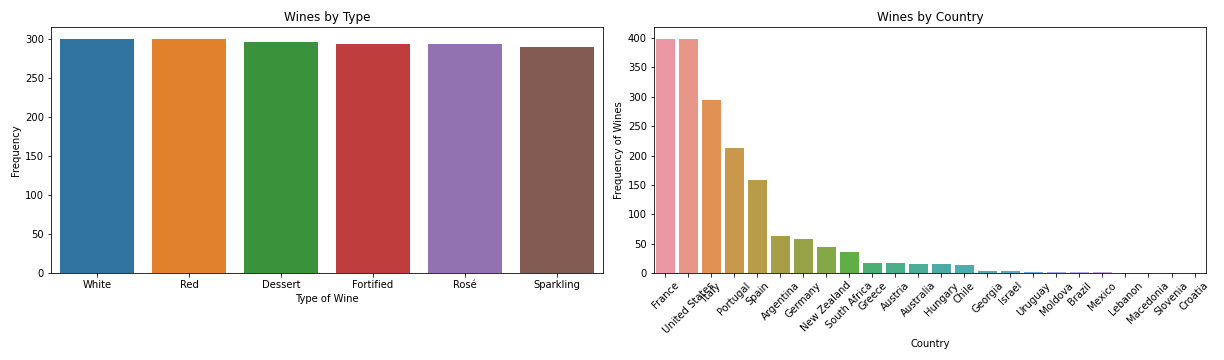 Wines by Type
300
250
200
150
100
50
0
Frequency
White Red Dessert Fortified Rosé Sparkling
Type of Wine
Wines by Country
400
350
300
250
200
150
100
50
0
Frequency of Wines
France
United States
Italy
Portugal
Spain
Argentina
Germany
New Zealand
South Africa
Greece
Austria
Australia
Hungary
Chile
Georgia
Israel
Uruguay
Moldova
Brazil
Mexico
Lebanon
Macedonia
Slovenia
Croatia
Country